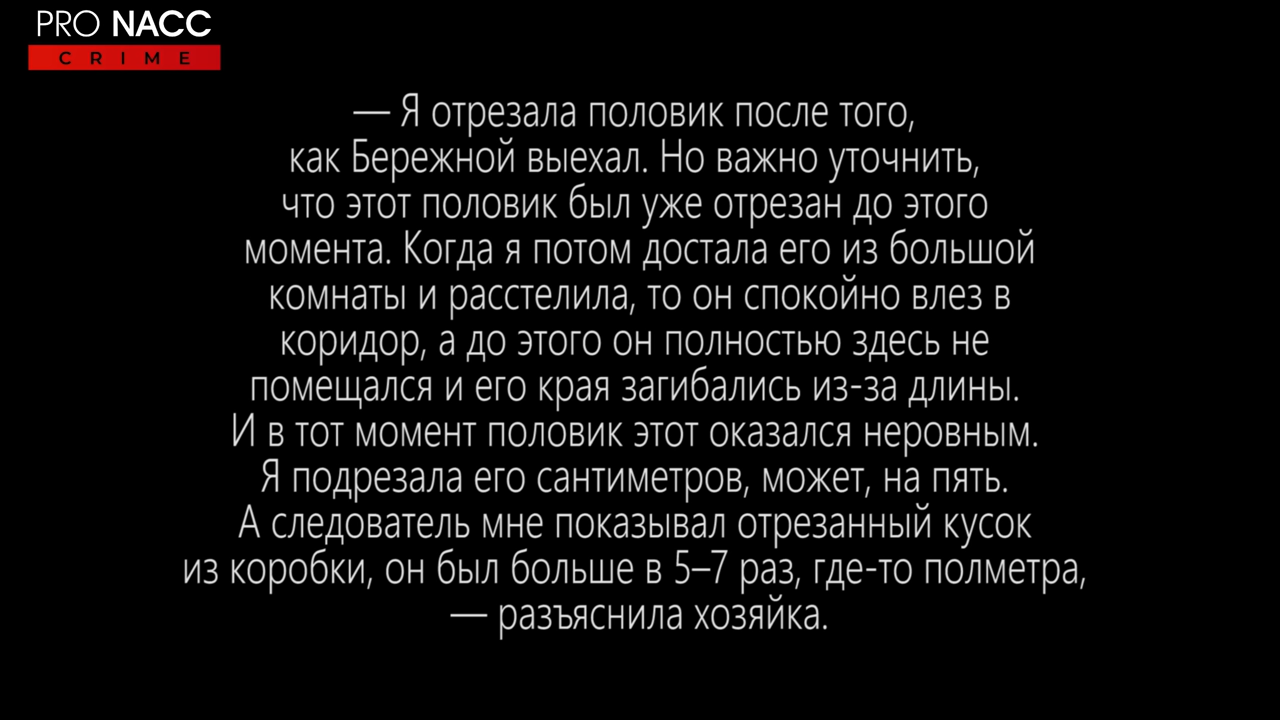 PRO NACC
CRIME
— Я отрезала половик после того,
как Бережной выехал. Но важно уточнить,
что этот половик был уже отрезан до этого
момента. Когда я потом достала его из большой
комнаты и расстелила, то он спокойно влез в
коридор, а до этого он полностью здесь не
помещался и его края загибались из-за длины.
И в тот момент половик этот оказался неровным.
Я подрезала его сантиметров, может, на пять.
А следователь мне показывал отрезанный кусок
из коробки, он был больше в 5–7 раз, где-то полметра,
— разъяснила хозяйка.